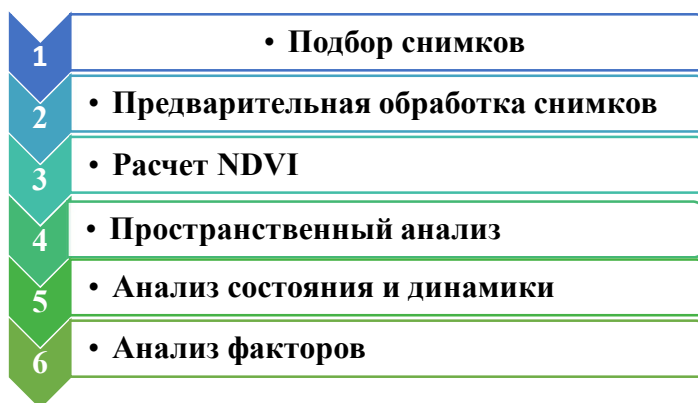 1 • Подбор снимков
2 • Предварительная обработка снимков
3 • Расчет NDVI
4 • Пространственный анализ
5 • Анализ состояния и динамики
6 • Анализ факторов